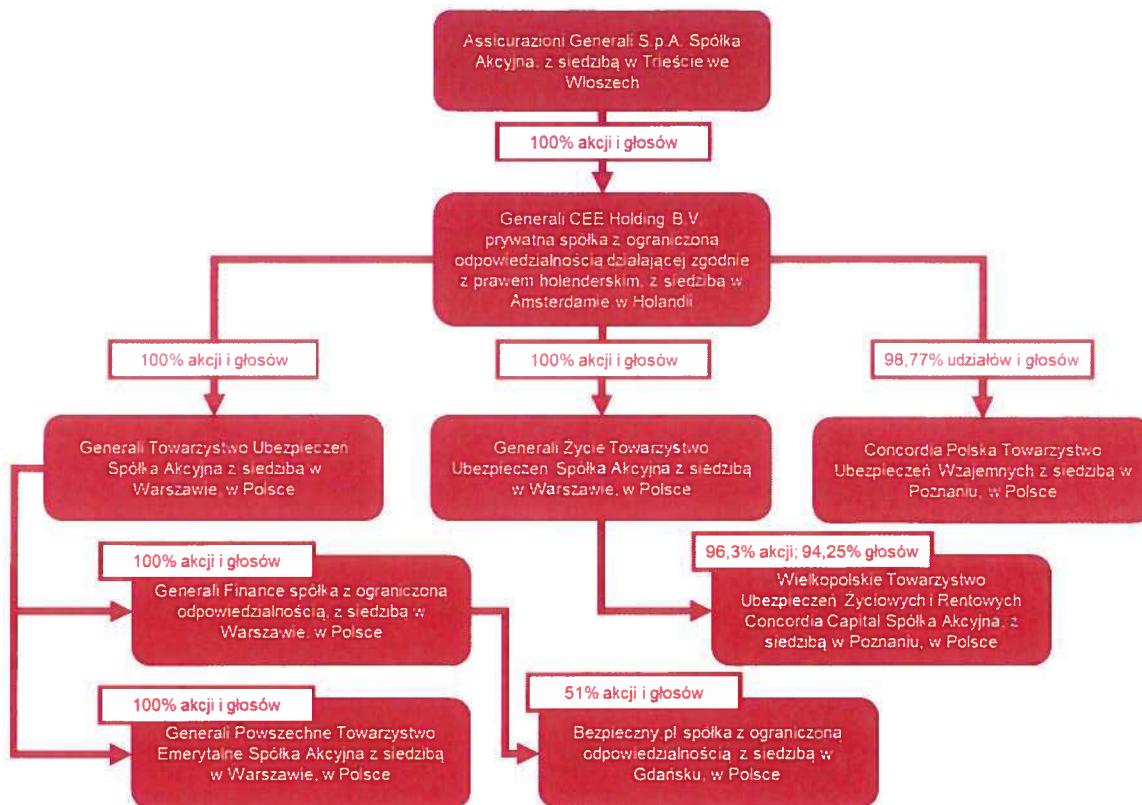 Assicurazioni Generali S.p.A. Spółka
Akcyjna, z siedzibą w Trieście we
Włoszech
100% akcji i głosów
Generali CEE Holding B.V.
prywatna spółka z ograniczoną
odpowiedzialnością działającej zgodnie
z prawem holenderskim, z siedzibą w
Amsterdamie w Holandii
100% akcji i głosów
100% akcji i głosów
98,77% udziałów i głosów
Generali Towarzystwo Ubezpieczeń
Spółka Akcyjna z siedzibą w
Warszawie, w Polsce
Generali Życie Towarzystwo
Ubezpieczeń Spółka Akcyjna z siedzibą
w Warszawie, w Polsce
Concordia Polska Towarzystwo
Ubezpieczeń Wzajemnych z siedzibą w
Poznaniu, w Polsce
100% akcji i głosów
Generali Finance spółka z ograniczoną
odpowiedzialnością, z siedzibą w
Warszawie, w Polsce
96,3% akcji; 94,25% głosów
Wielkopolskie Towarzystwo
Ubezpieczeń Życiowych i Rentowych
Concordia Capital Spółka Akcyjna, z
siedzibą w Poznaniu, w Polsce
100% akcji i głosów
Generali Powszechne Towarzystwo
Emerytalne Spółka Akcyjna z siedzibą
w Warszawie, w Polsce
51% akcji i głosów
Bezpieczny.pl spółka z ograniczoną
odpowiedzialnością, z siedzibą w
Gdańsku, w Polsce